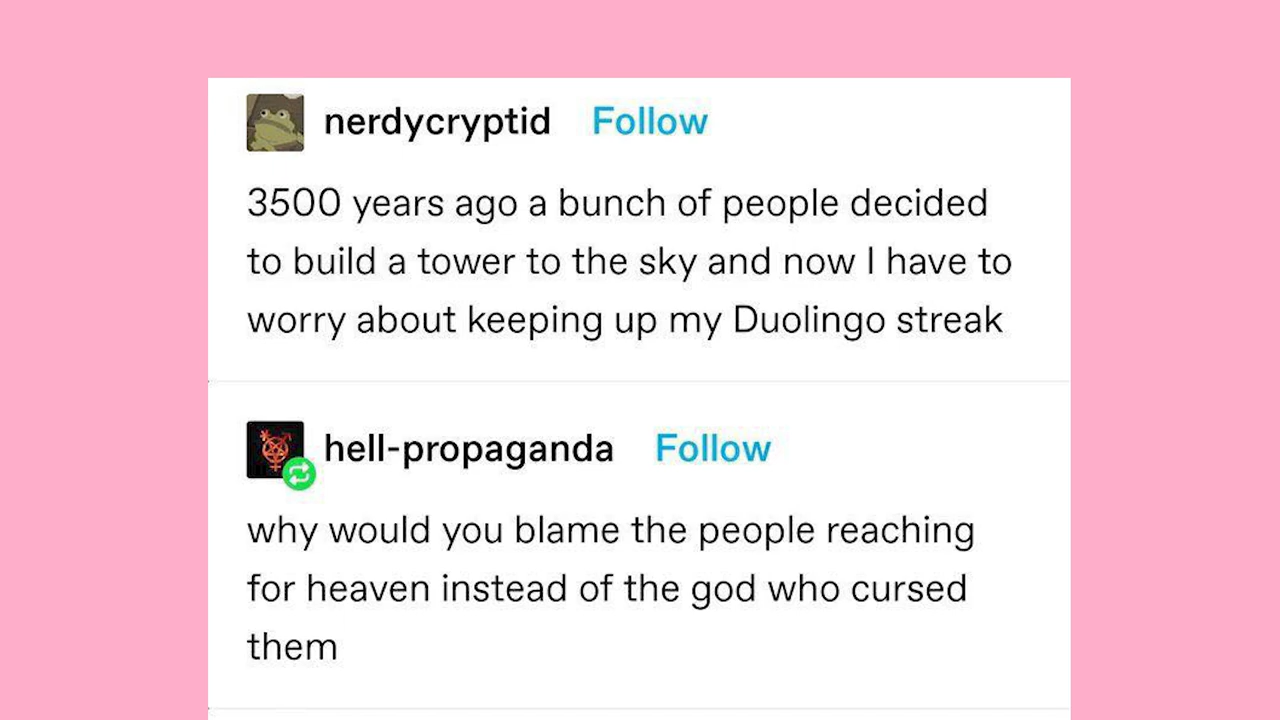 nerdycryptid Follow
3500 years ago a bunch of people decided
to build a tower to the sky and now I have to
worry about keeping up my Duolingo streak
hell-propaganda Follow
why would you blame the people reaching
for heaven instead of the god who cursed
them